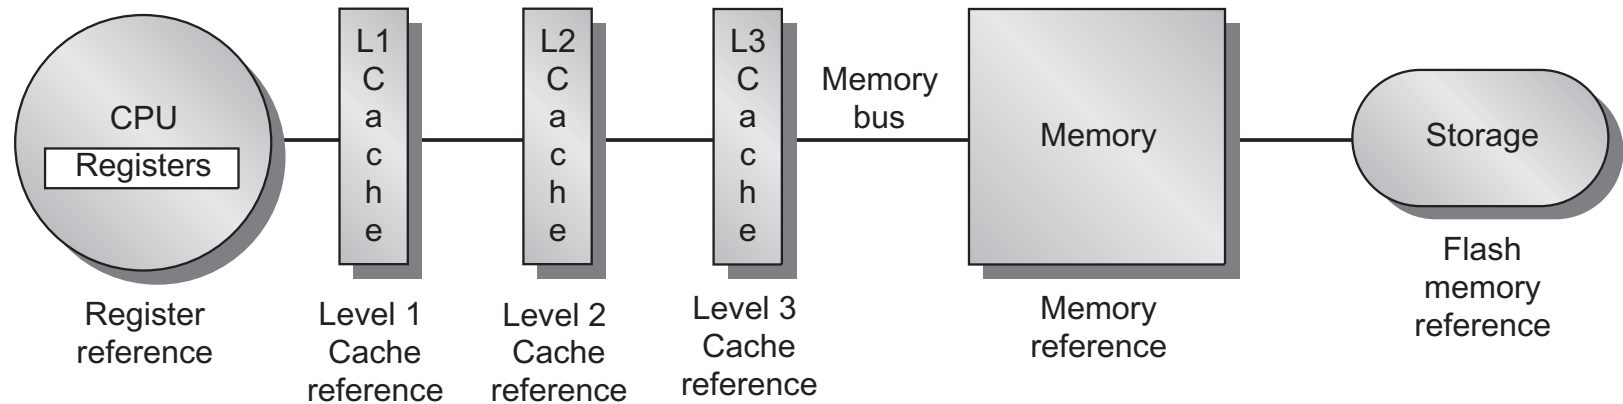 CPU
Registers
L1
C
a
c
h
e
L2
C
a
c
h
e
L3
C
a
c
h
e
Memory
bus
Memory
Storage
Register
reference
Level 1
Cache
reference
Level 2
Cache
reference
Level 3
Cache
reference
Memory
reference
Flash
memory
reference